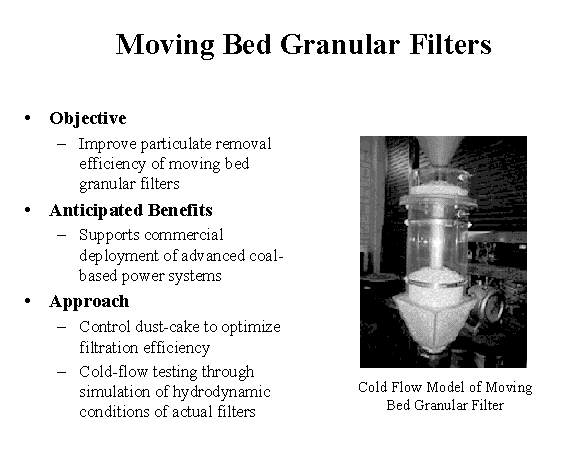 Moving Bed Granular Filters
• Objective
– Improve particulate removal
efficiency of moving bed
granular filters
• Anticipated Benefits
– Supports commercial
deployment of advanced coal-
based power systems
• Approach
– Control dust-cake to optimize
filtration efficiency
– Cold-flow testing through
simulation of hydrodynamic
conditions of actual filters
Cold Flow Model of Moving
Bed Granular Filter